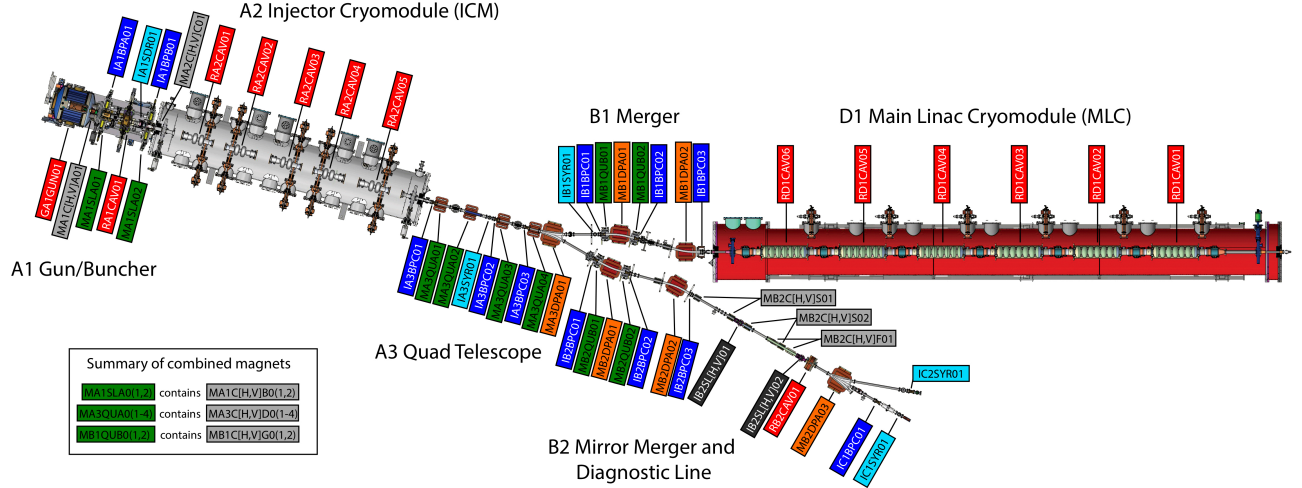 A2 Injector Cryomodule (ICM)
IA1BPA01
IA1SDR01
IA1BPB01
MA2C[H,V]C01
RA2CAV01
RA2CAV02
RA2CAV03
RA2CAV04
RA2CAV05
GA1GUN01
MA1C[H,V]A01
MA1SLA01
RA1CAV01
MA1SLA02
A1 Gun/Buncher
B1 Merger
IB1SYR01
IB1BPC01
MB1QUB01
MB1DPA01
MB1QUB02
IB1BPC02
MB1DPA02
IB1BPC03
D1 Main Linac Cryomodule (MLC)
RD1CAV06
RD1CAV05
RD1CAV04
RD1CAV03
RD1CAV02
RD1CAV01
IA3BPC01
MA3QUA01
MA3QUA02
IA3SYR01
IA3BPC02
MA3QUA03
IA3BPC03
MA3QUA04
MA3DPA01
A3 Quad Telescope
IB2BPC01
MB2QUB01
MB2DPA01
MB2QUB02
IB2BPC02
MB2DPA02
IB2BPC03
IB2SL[H,V]01
MB2C[H,V]S01
MB2C[H,V]S02
MB2C[H,V]F01
IB2SL[H,V]02
RB2CAV01
MB2DPA03
IC1BPC01
IC1SYR01
IC2SYR01
B2 Mirror Merger and
Diagnostic Line
Summary of combined magnets
MA1SLA0(1,2) contains MA1C[H,V]B0(1,2)
MA3QUA0(1-4) contains MA3C[H,V]D0(1-4)
MB1QUB0(1,2) contains MB1C[H,V]G0(1,2)